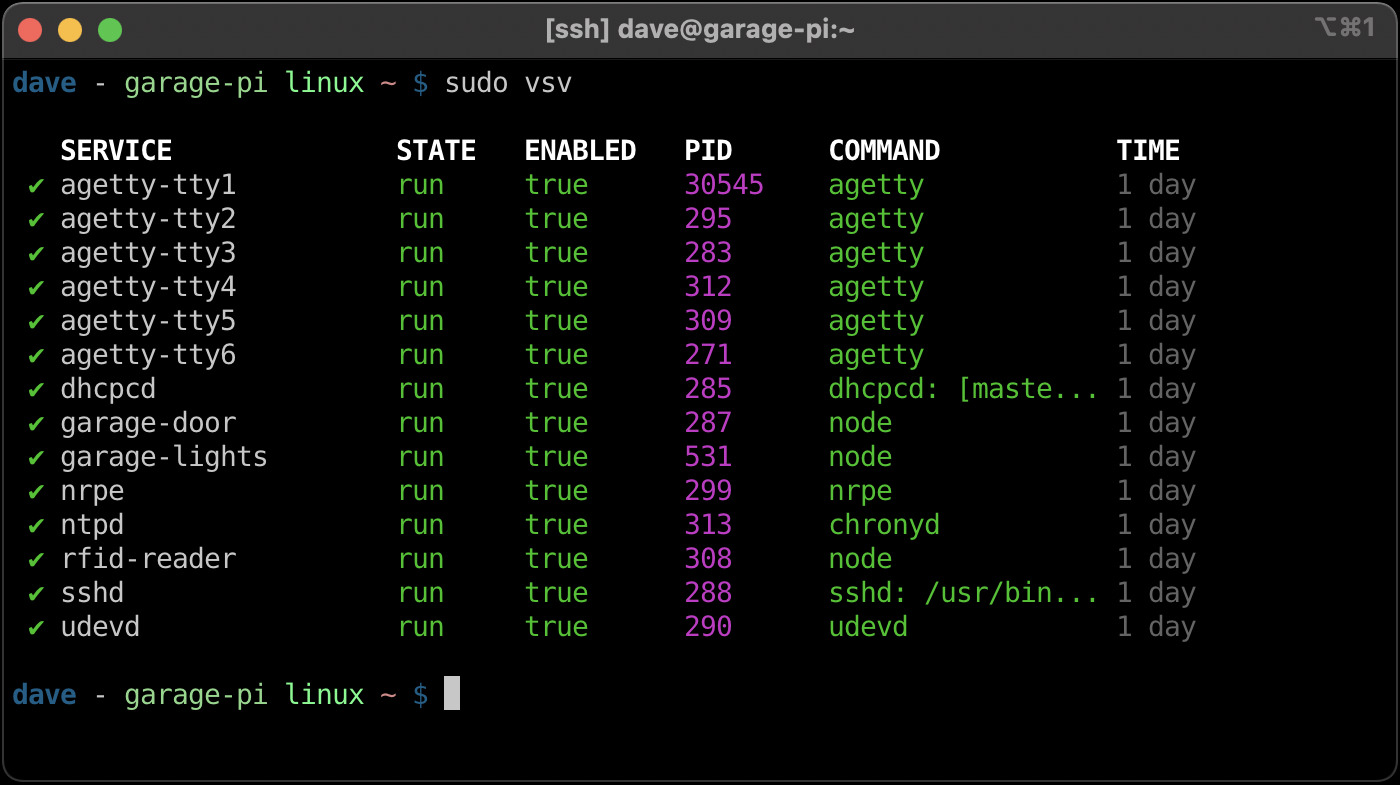 [ssh] dave@garage-pi:~ ⌥⌘1
dave - garage-pi linux ~ $ sudo vsv
SERVICE STATE ENABLED PID COMMAND TIME
✔ agetty-tty1 run true 30545 agetty 1 day
✔ agetty-tty2 run true 295 agetty 1 day
✔ agetty-tty3 run true 283 agetty 1 day
✔ agetty-tty4 run true 312 agetty 1 day
✔ agetty-tty5 run true 309 agetty 1 day
✔ agetty-tty6 run true 271 agetty 1 day
✔ dhcpcd run true 285 dhcpcd: [maste... 1 day
✔ garage-door run true 287 node 1 day
✔ garage-lights run true 531 node 1 day
✔ nrpe run true 299 nrpe 1 day
✔ ntpd run true 313 chronyd 1 day
✔ rfid-reader run true 308 node 1 day
✔ sshd run true 288 sshd: /usr/bin... 1 day
✔ udevd run true 290 udevd 1 day
dave - garage-pi linux ~ $